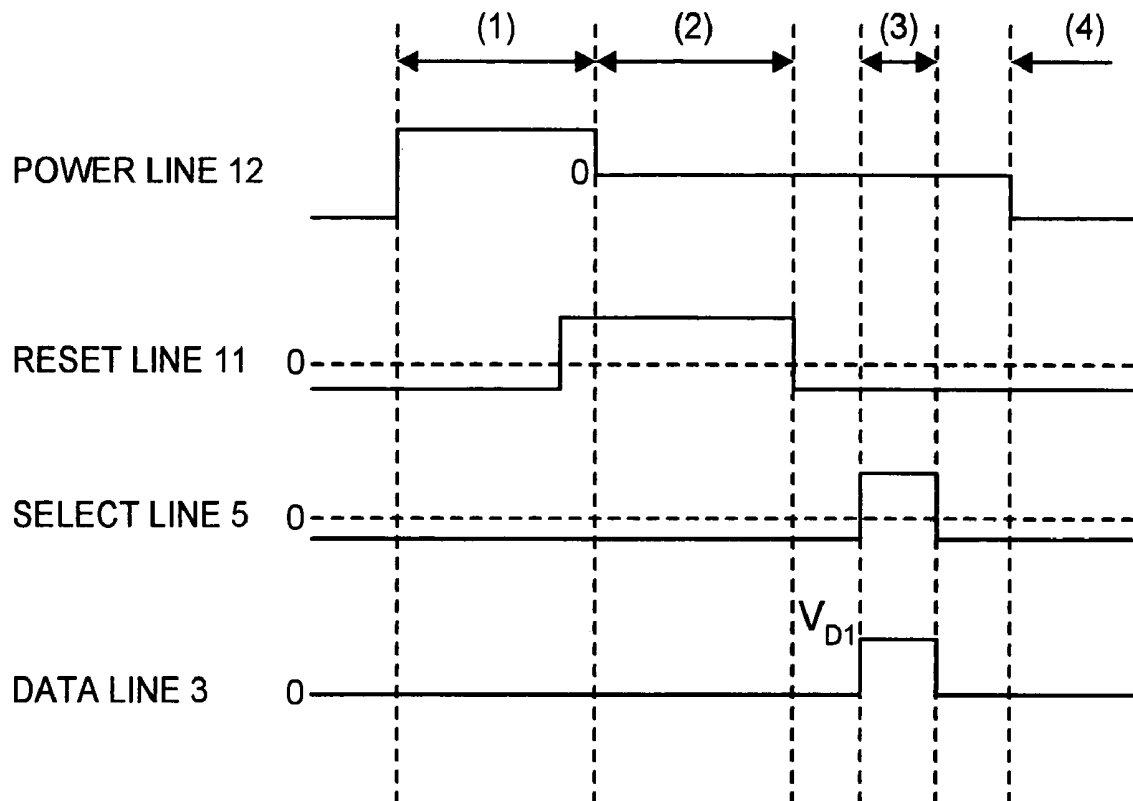 (1) (2) (3) (4)
POWER LINE 12 0
RESET LINE 11 0
SELECT LINE 5 0
V_D1
DATA LINE 3 0